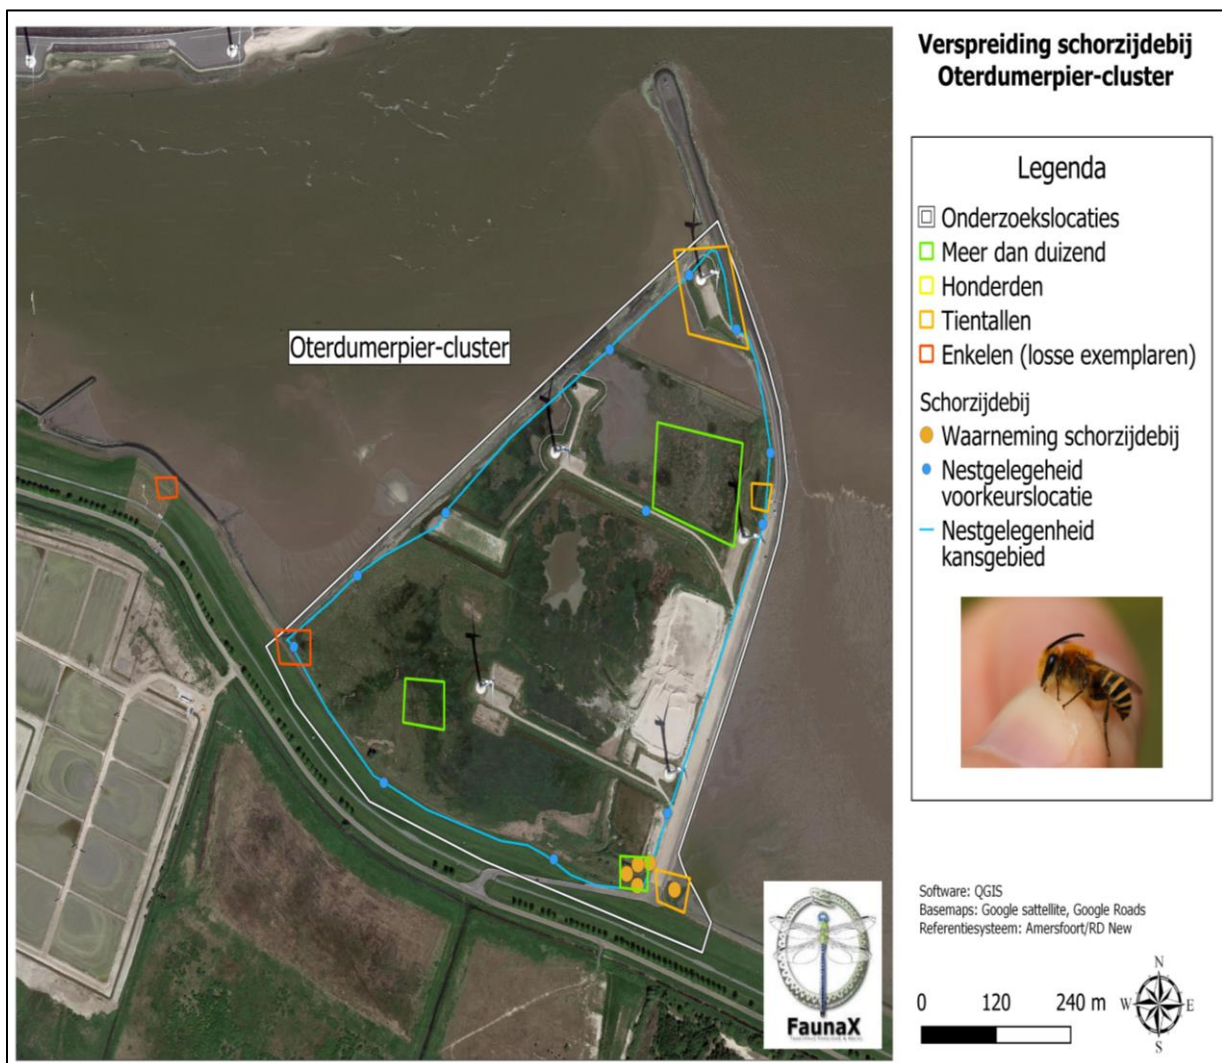 Verspreiding schorzijdebij
Oterdumerpier-cluster
Legenda
Onderzoekslocaties
Meer dan duizend
Honderden
Tientallen
Enkelen (losse exemplaren)
Schorzijdebij
Waarneming schorzijdebij
Nestgelegeheid
voorkeurslocatie
Nestgelegenheid
kansgebied
Oterdumerpier-cluster
Software: QGIS
Basemaps: Google sattellite, Google Roads
Referentiesysteem: Amersfoort/RD New
0 120 240 m
N
W E
S
FaunaX